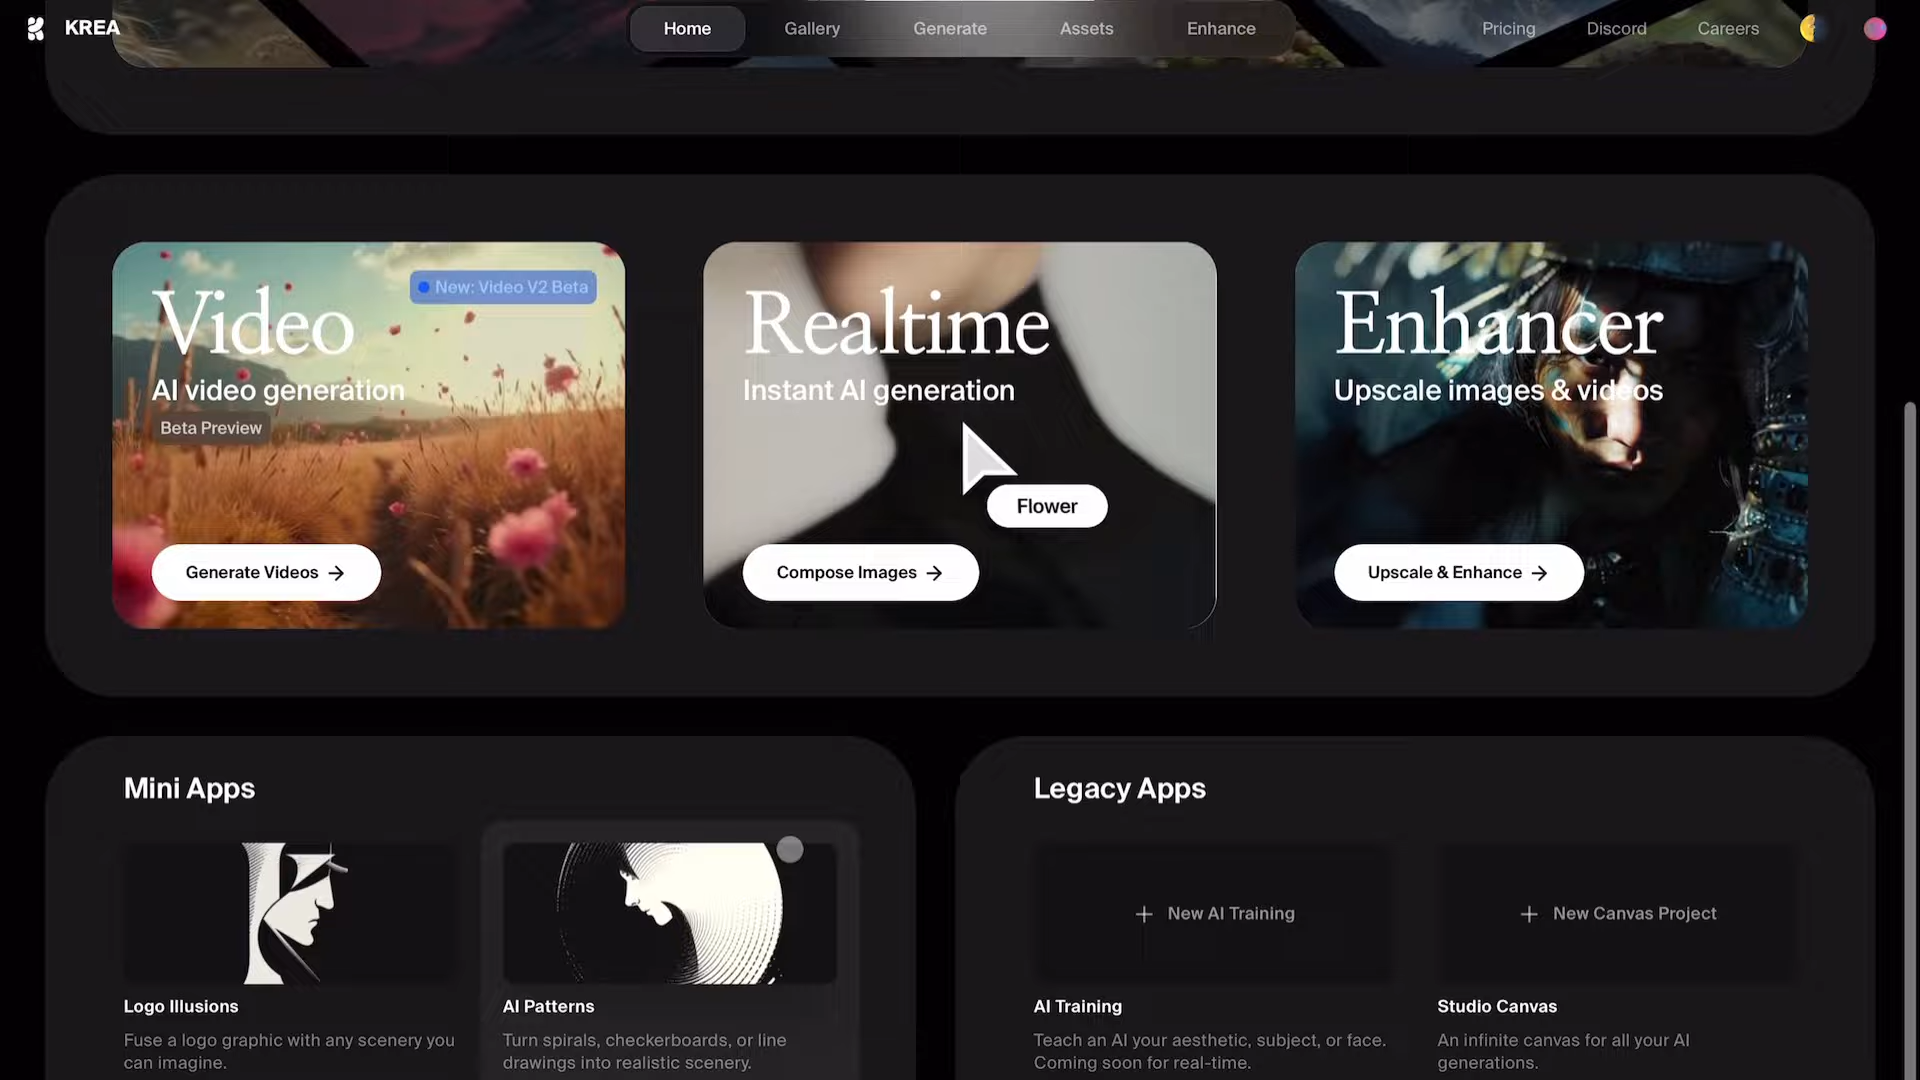 KREA
Home
Gallery
Generate
Assets
Enhance
Pricing
Discord
Careers
Video
New: Video V2 Beta
AI video generation
Beta Preview
Generate Videos →
Realtime
Instant AI generation
Flower
Compose Images →
Enhancer
Upscale images & videos
Upscale & Enhance →
Mini Apps
Logo Illusions
Fuse a logo graphic with any scenery you
can imagine.
AI Patterns
Turn spirals, checkerboards, or line
drawings into realistic scenery.
Legacy Apps
+ New AI Training
AI Training
Teach an AI your aesthetic, subject, or face.
Coming soon for real-time.
+ New Canvas Project
Studio Canvas
An infinite canvas for all your AI
generations.